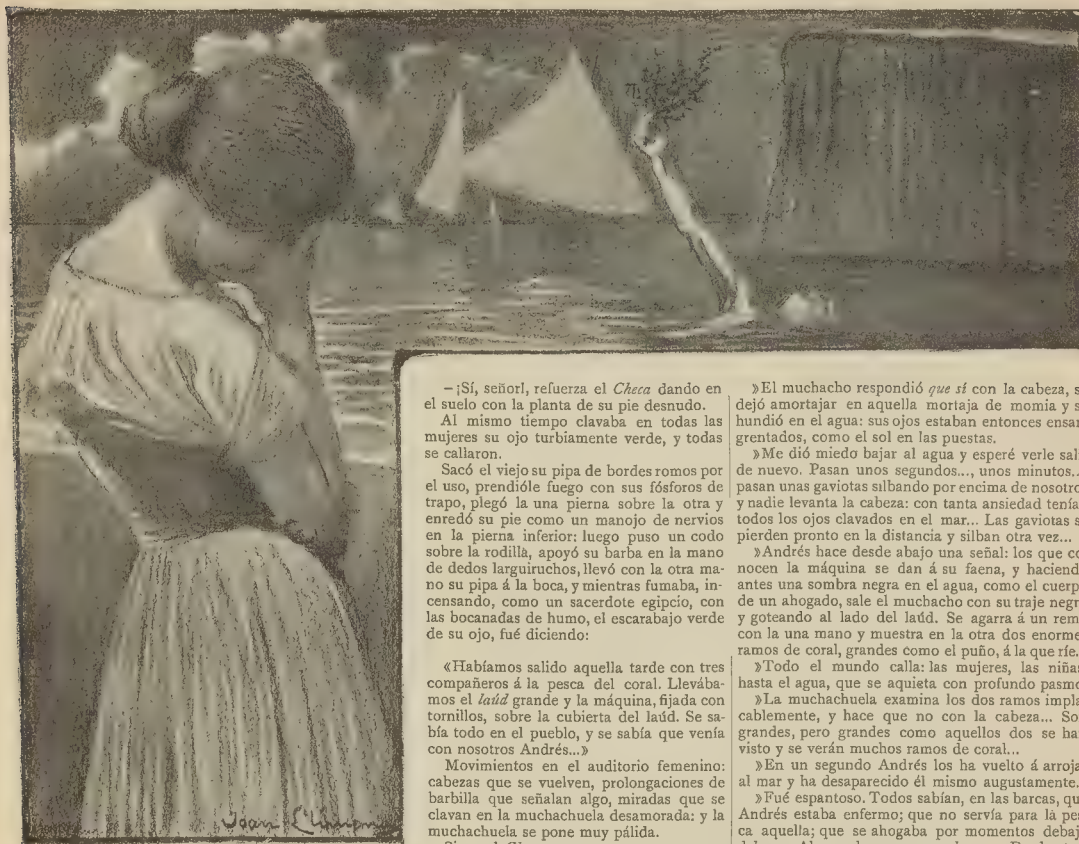 – ¡Sí, señor!, refuerza el Checa dando en
el suelo con la planta de su pie desnudo.
Al mismo tiempo clavaba en todas las
mujeres su ojo turbiamente verde, y todas
se callaron.
Sacó el viejo su pipa de bordes romos por
el uso, prendióle fuego con sus fósforos de
trapo, plegó la una pierna sobre la otra y
enredó su pie como un manojo de nervios
en la pierna inferior: luego puso un codo
sobre la rodilla, apoyó su barba en la mano
de dedos larguiruchos, llevó con la otra ma-
no su pipa á la boca, y mientras fumaba, in-
censando, como un sacerdote egipcio, con
las bocanadas de humo, el escarabajo verde
de su ojo, fué diciendo:
«Habíamos salido aquella tarde con tres
compañeros á la pesca del coral. Llevába-
mos el laúd grande y la máquina, fijada con
tornillos, sobre la cubierta del laúd. Se sa-
bía todo en el pueblo, y se sabía que venía
con nosotros Andrés...»
Movimientos en el auditorio femenino:
cabezas que se vuelven, prolongaciones de
barbilla que señalan algo, miradas que se
clavan en la muchachuela desamorada: y la
muchachuela se pone muy pálida.
»El muchacho respondió que sí con la cabeza, s
dejó amortajar en aquella mortaja de momia y s
hundió en el agua: sus ojos estaban entonces ensan
grentados, como el sol en las puestas.
»Me dió miedo bajar al agua y esperé verle sali
de nuevo. Pasan unos segundos..., unos minutos...
pasan unas gaviotas silbando por encima de nosotro
y nadie levanta la cabeza: con tanta ansiedad tenía
todos los ojos clavados en el mar... Las gaviotas s
pierden pronto en la distancia y silban otra vez...
»Andrés hace desde abajo una señal: los que co
nocen la máquina se dan á su faena, y haciend
antes una sombra negra en el agua, como el cuerp
de un ahogado, sale el muchacho con su traje negr
y goteando al lado del laúd. Se agarra á un rem
con la una mano y muestra en la otra dos enorme
ramos de coral, grandes como el puño, á la que ríe.
»Todo el mundo calla: las mujeres, las niñas
hasta el agua, que se aquieta con profundo pasmo
»La muchachuela examina los dos ramos impla
cablemente, y hace que no con la cabeza... So
grandes, pero grandes como aquellos dos se ha
visto y se verán muchos ramos de coral...
»En un segundo Andrés los ha vuelto á arroja
al mar y ha desaparecido él mismo augustamente.
»Fué espantoso. Todos sabían, en las barcas, qu
Andrés estaba enfermo; que no servía para la pes
ca aquella; que se ahogaba por momentos debaj